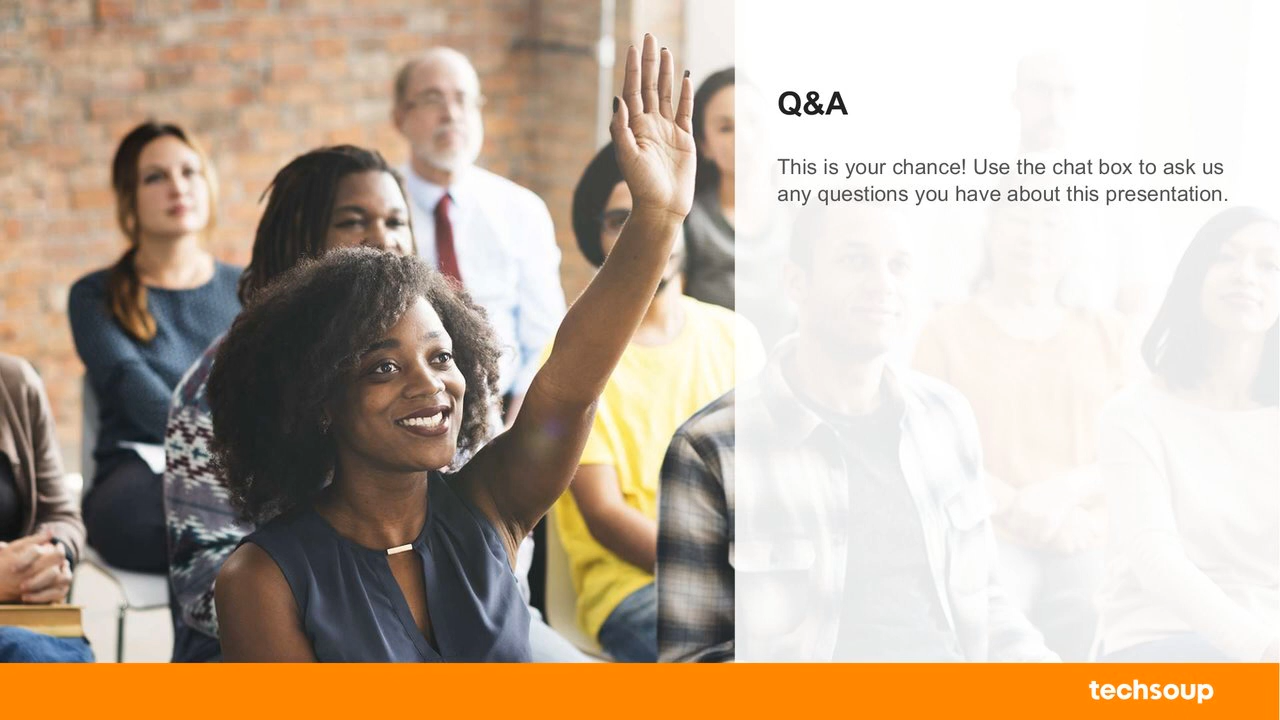 Q&A
This is your chance! Use the chat box to ask us
any questions you have about this presentation.
techsoup